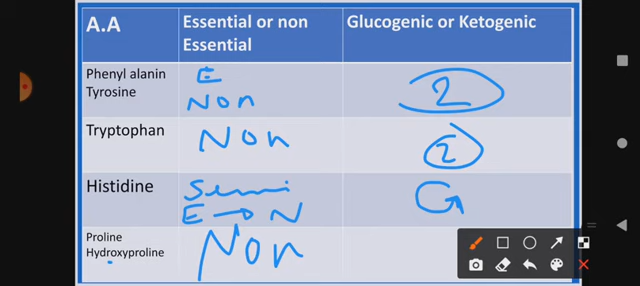 A.A Essential or non Essential Glucogenic or Ketogenic
Phenyl alanin E 2
Tyrosine Non
Tryptophan Non 2
Histidine Semi G
E → N
Proline Non
Hydroxyproline